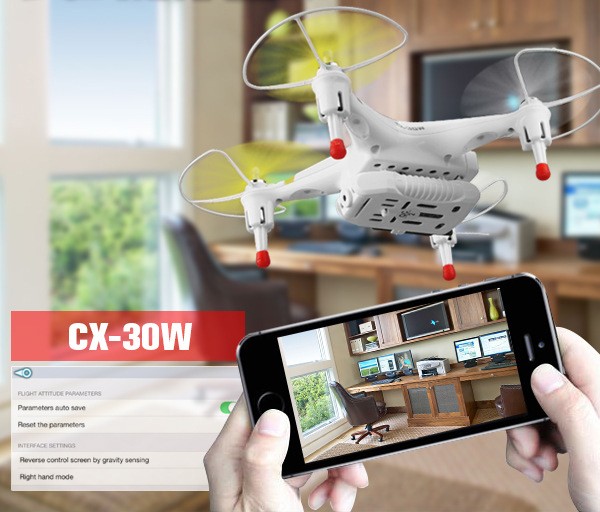 CX-30W
FLIGHT ATTITUDE PARAMETERS
Parameters auto save
Reset the parameters
INTERFACE SETTINGS
Reverse control screen by gravity sensing
Right hand mode